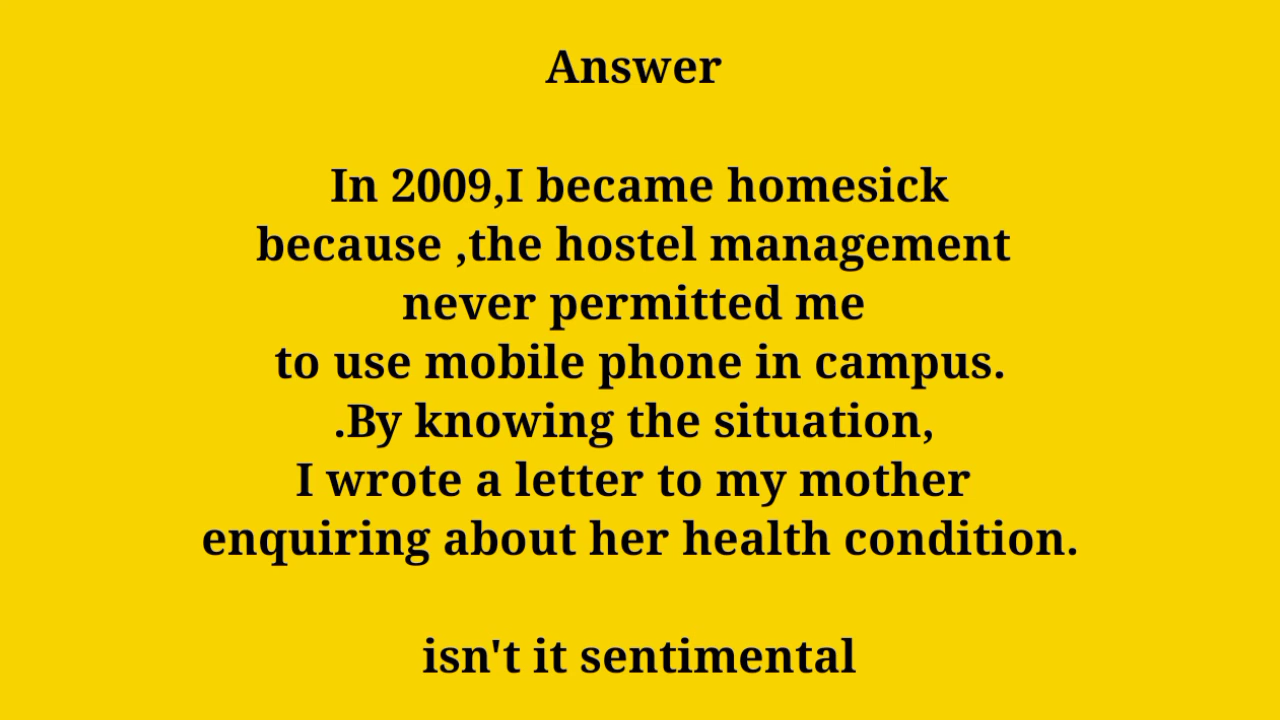 Answer
In 2009,I became homesick
because ,the hostel management
never permitted me
to use mobile phone in campus.
.By knowing the situation,
I wrote a letter to my mother
enquiring about her health condition.
isn't it sentimental